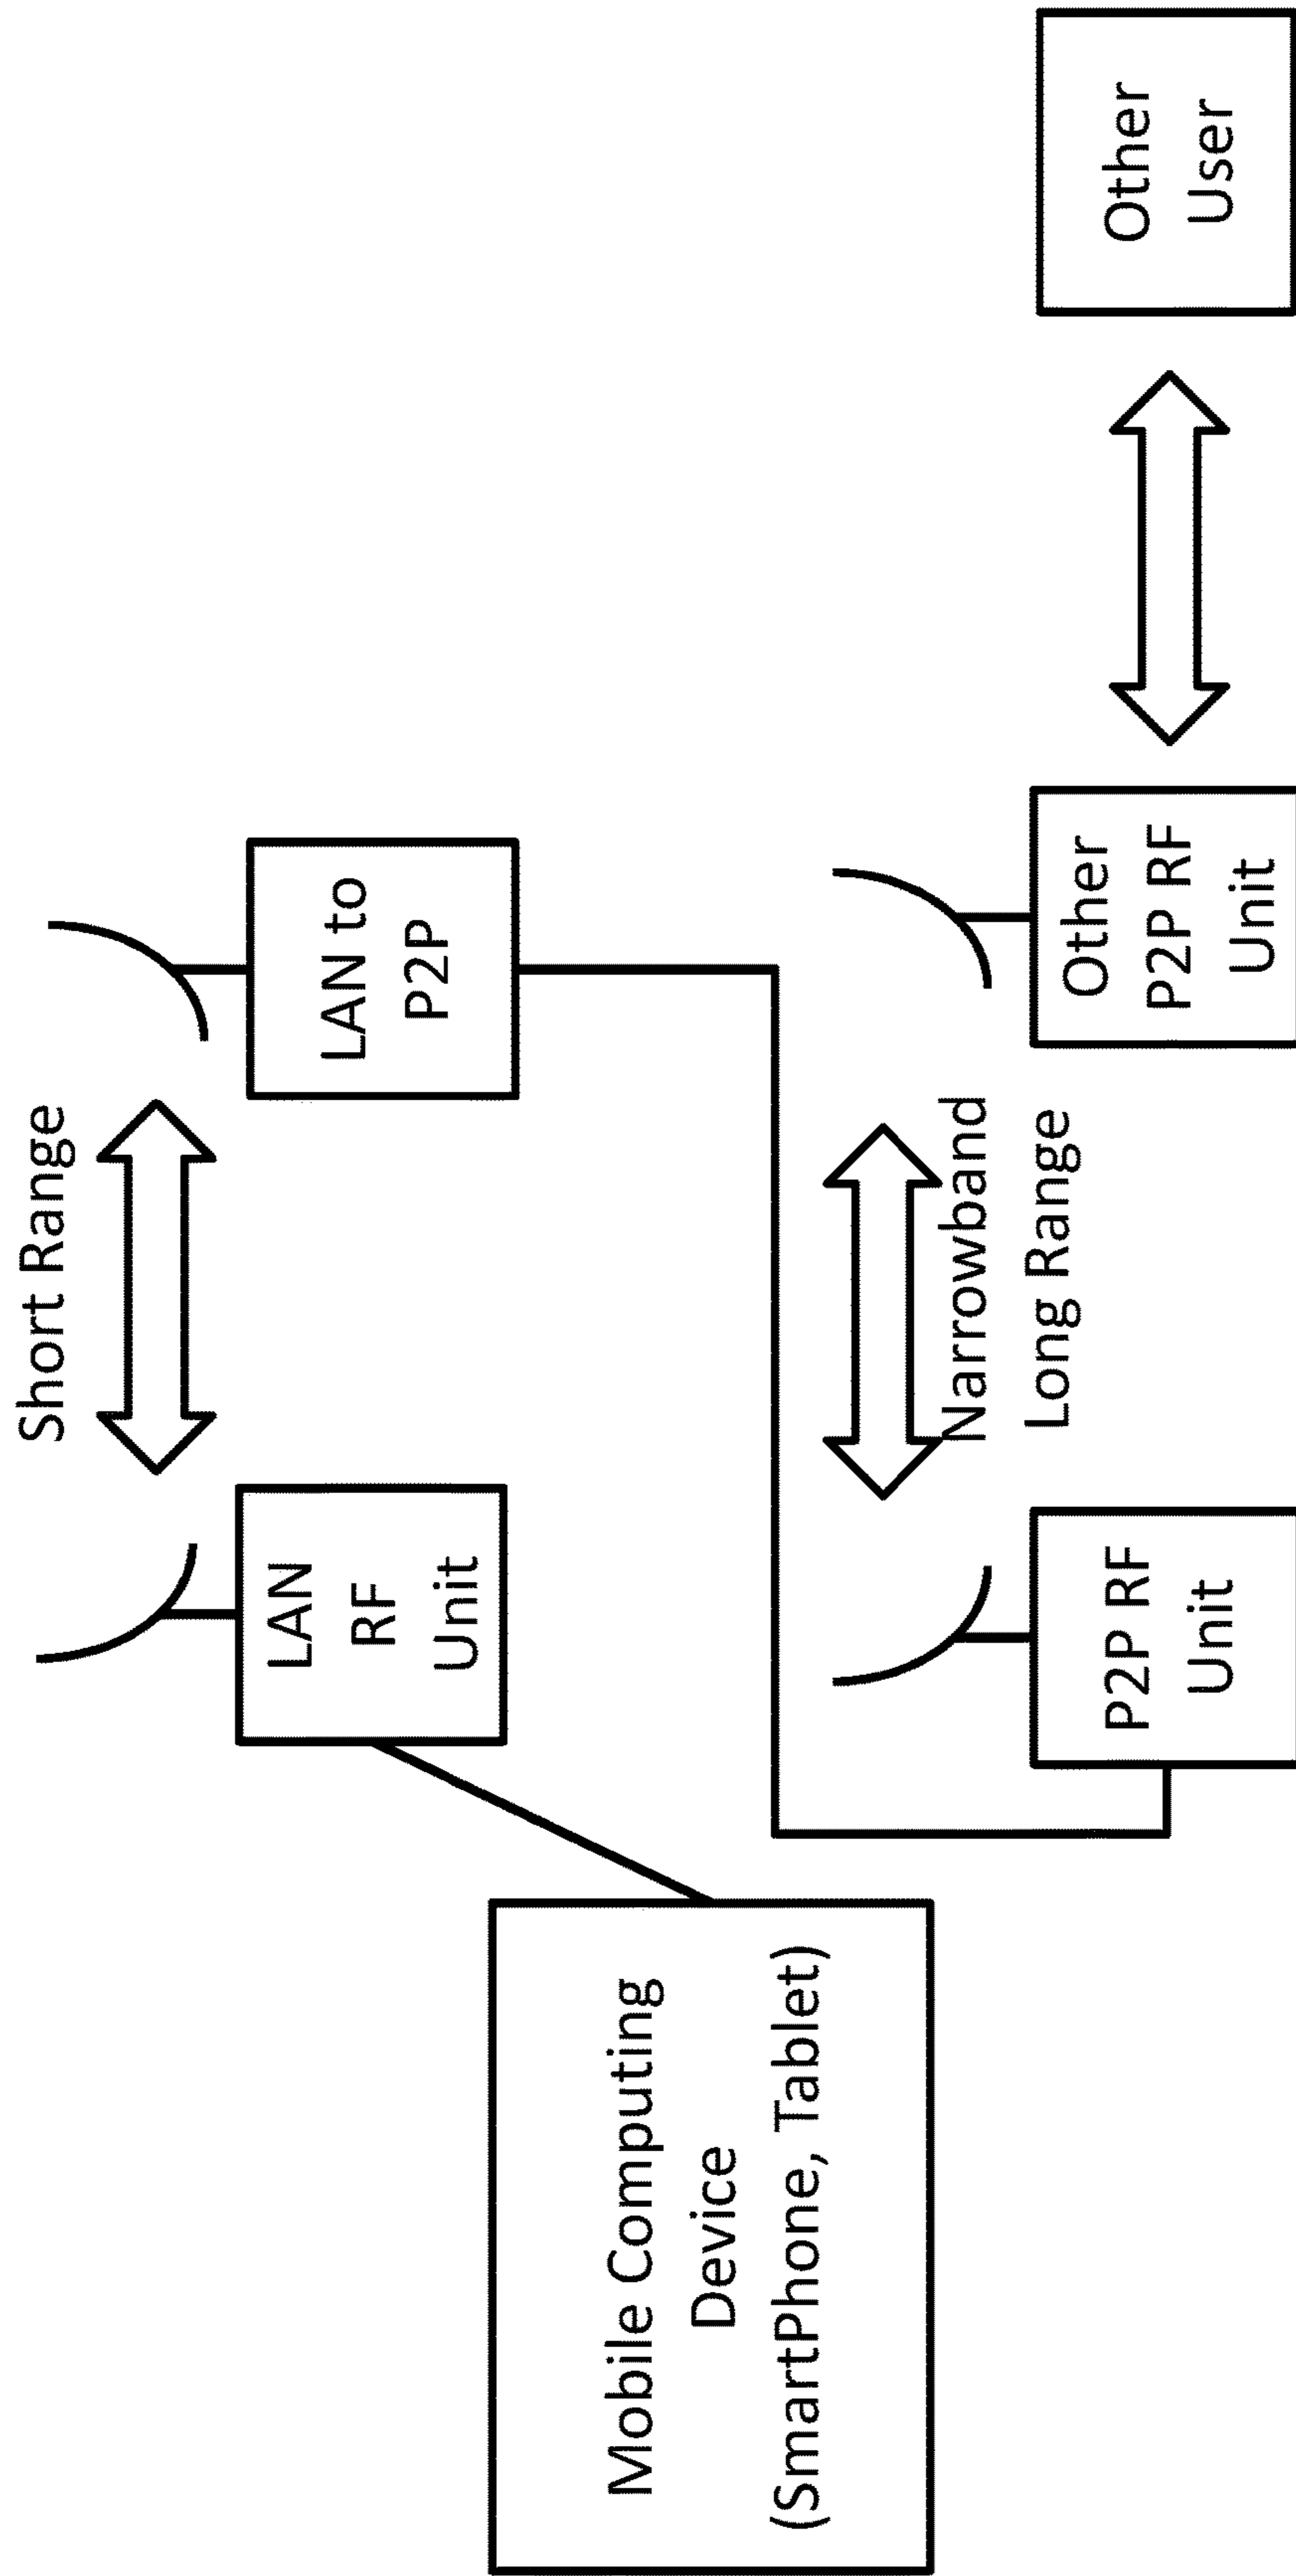 Short Range
LAN
RF
Unit
LAN to
P2P
Mobile Computing
Device
(SmartPhone, Tablet)
Narrowband
Long Range
P2P RF
Unit
Other
P2P RF
Unit
Other
User